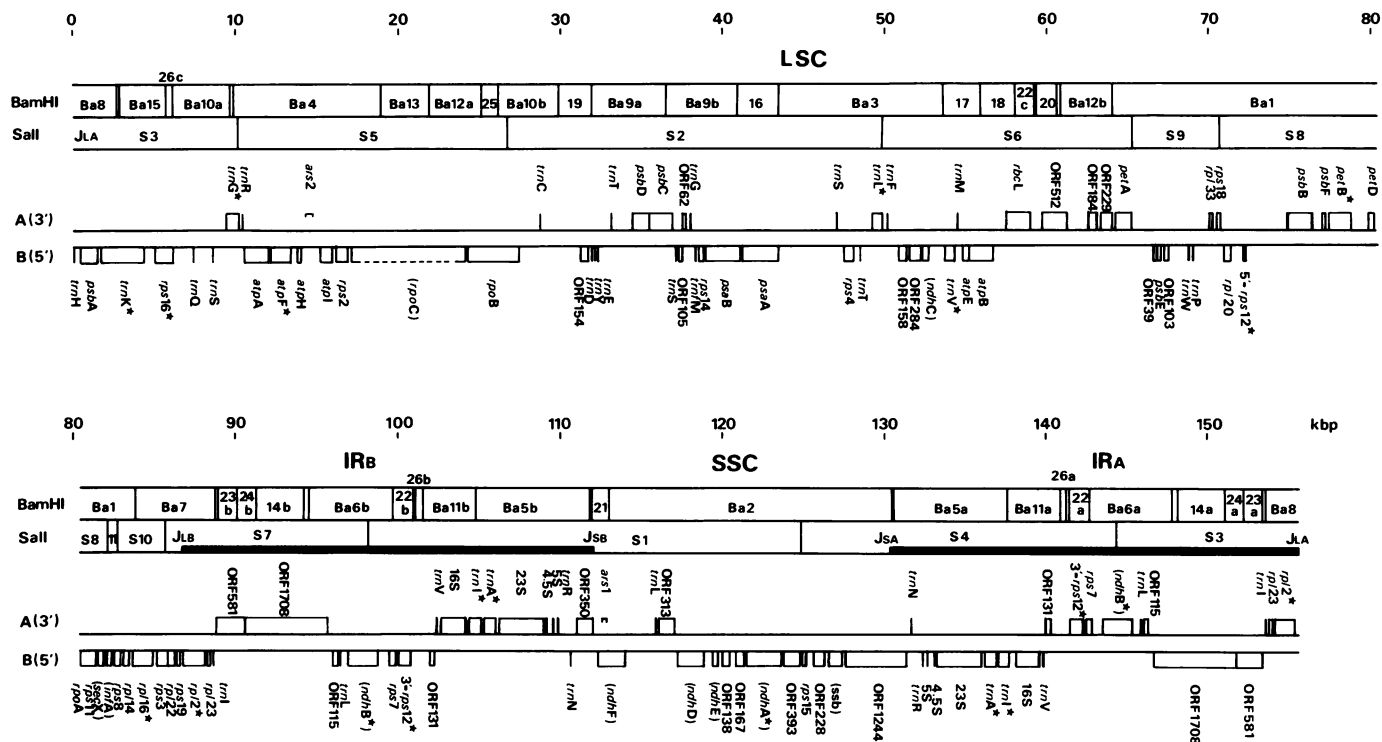 0 10 20 30 40 50 60 70 80
LSC
26c
BamHI Ba8 Ba15 Ba10a Ba4 Ba13 Ba12a 25 Ba10b 19 Ba9a Ba9b 16 Ba3 17 18 22c 20 Ba12b Ba1
SalI JLA S3 S5 S2 S6 S9 S8
trnG* trnR ars2 trnC trnT psbD psbC ORF62 trnG trnS trnL* trnF trnM rbcL ORF512 ORF184 ORF229 petA rpl33 rps18 psbB psbF petB* petD
A(3′)
B(5′)
trnH psbA trnK* rps16* trnQ trnS atpA atpF* atpH atpI rps2 (rpoC) rpoB ORF154 trnD trnY trnE trnS ORF105 trnfM rps14 psaB psaA rps4 trnT ORF158 ORF284 (ndhC) trnV* atpE atpB ORF39 psbE ORF103 trnW trnP rpl20 5′-rps12*
80 90 100 110 120 130 140 150 kbp
IRB SSC IRA
26b 26a
BamHI Ba1 Ba7 23b 24b 14b Ba6b 22b Ba11b Ba5b 21 Ba2 Ba5a Ba11a 22a Ba6a 14a 24a 23a Ba8
SalI S8 11 S10 JLB S7 JSB S1 JSA S4 S3 JLA
ORF581 ORF1708 trnV 16S trnI* trnA* 23S 4.5S 5S trnR ORF350 ars1 trnL ORF313 trnN ORF131 3′-rps12* rps7 (ndhB*) trnL ORF115 trnI rpl23 rpl2*
A(3′)
B(5′)
rpoA rps11 (secX) (infA) rps8 rpl14 rpl16* rps3 rpl22 rps19 rpl2* rpl23 trnI ORF115 trnL (ndhB*) rps7 3′-rps12* ORF131 trnN (ndhF) (ndhD) (ndhE) ORF138 ORF167 (ndhA*) ORF393 rps15 ORF228 (ssb) ORF1244 trnR 5S 4.5S 23S trnA* trnI* 16S trnV ORF1708 ORF581